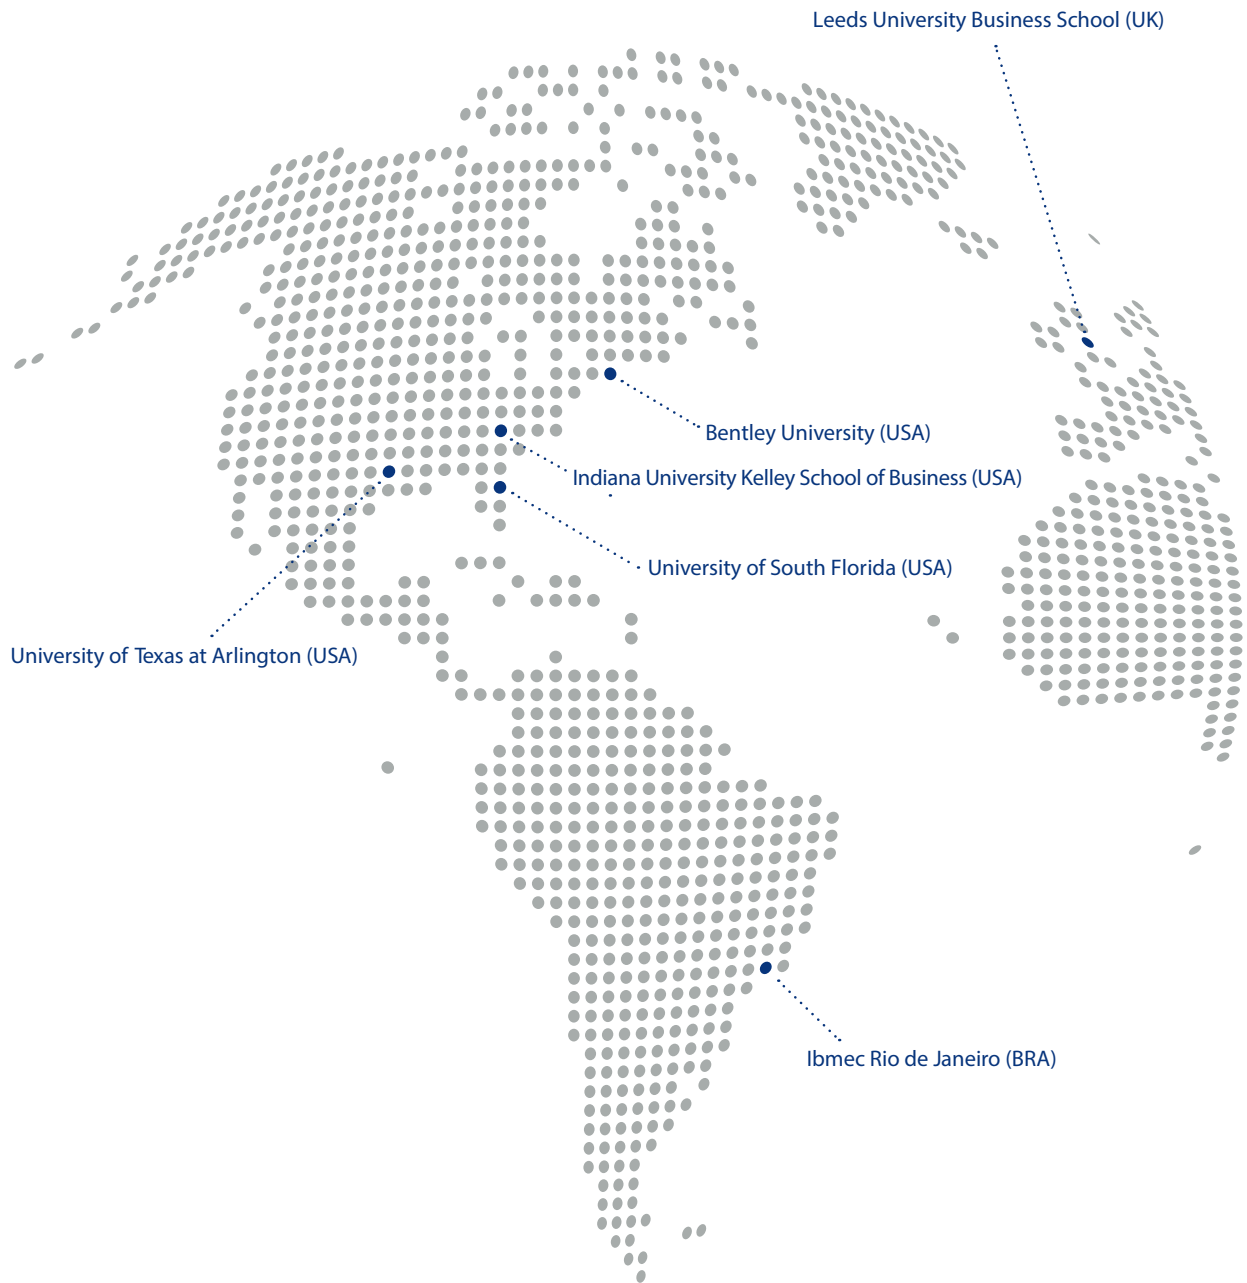 Leeds University Business School (UK)
Bentley University (USA)
Indiana University Kelley School of Business (USA)
University of South Florida (USA)
University of Texas at Arlington (USA)
Ibmec Rio de Janeiro (BRA)